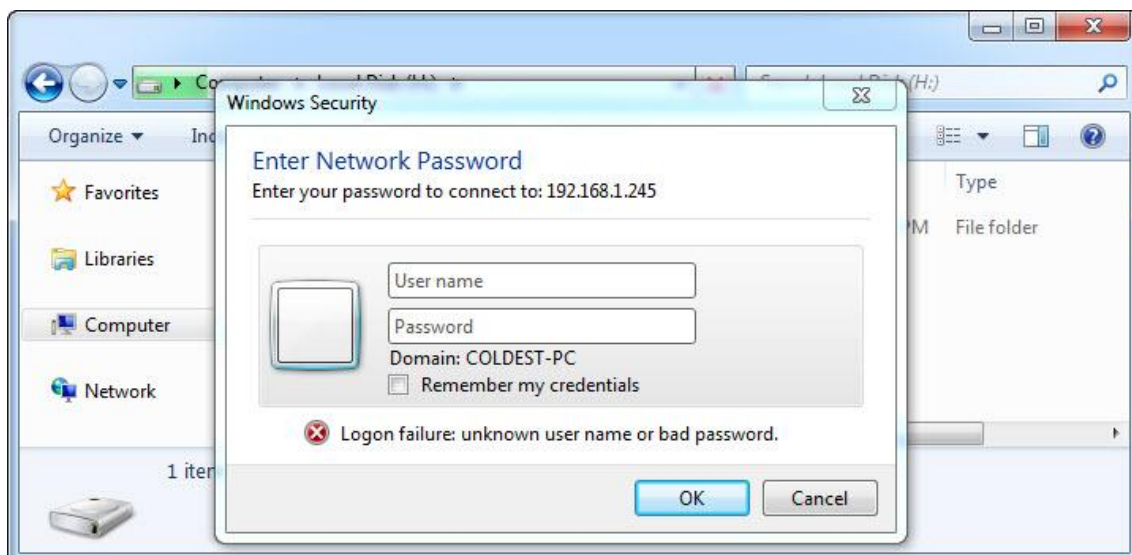 (H:)
Windows Security
Organize
Enter Network Password
Enter your password to connect to: 192.168.1.245
Favorites
Type
PM File folder
Libraries
User name
Computer
Password
Domain: COLDEST-PC
Remember my credentials
Network
Logon failure: unknown user name or bad password.
1 item
OK Cancel